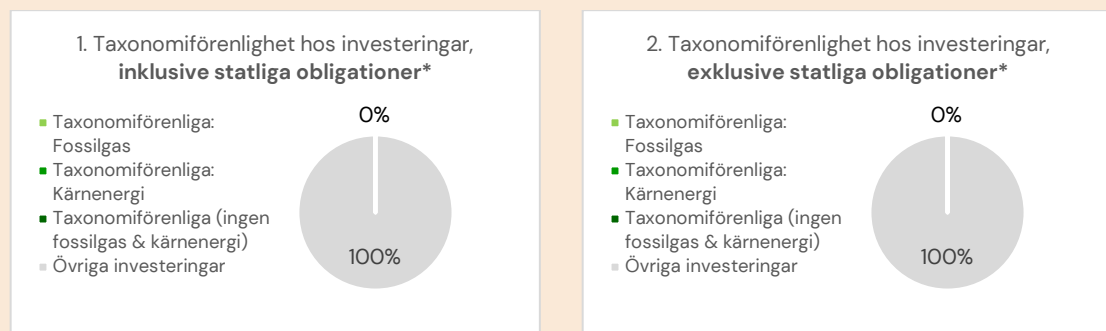 1. Taxonomiförenlighet hos investeringar,
inklusive statliga obligationer*
Taxonomiförenliga:
Fossilgas
Taxonomiförenliga:
Kärnenergi
Taxonomiförenliga (ingen
fossilgas & kärnenergi)
Övriga investeringar
0%
100%
2. Taxonomiförenlighet hos investeringar,
exklusive statliga obligationer*
Taxonomiförenliga:
Fossilgas
Taxonomiförenliga:
Kärnenergi
Taxonomiförenliga (ingen
fossilgas & kärnenergi)
Övriga investeringar
0%
100%